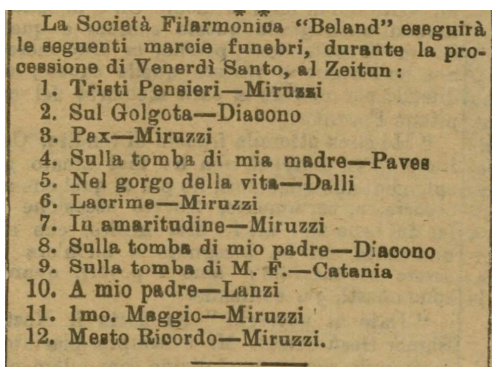 La Società Filarmonica "Beland" eseguirà
le seguenti marcie funebri, durante la pro-
cessione di Venerdì Santo, al Zeitun:
1. Tristi Pensieri—Miruzzi
2. Sul Golgota—Diacono
3. Pax—Miruzzi
4. Sulla tomba di mia madre—Paves
5. Nel gorgo della vita—Dalli
6. Lacrime—Miruzzi
7. In amaritudine—Miruzzi
8. Sulla tomba di mio padre—Diacono
9. Sulla tomba di M. F.—Catania
10. A mio padre—Lanzi
11. 1mo. Maggio—Miruzzi
12. Mesto Ricordo—Miruzzi.